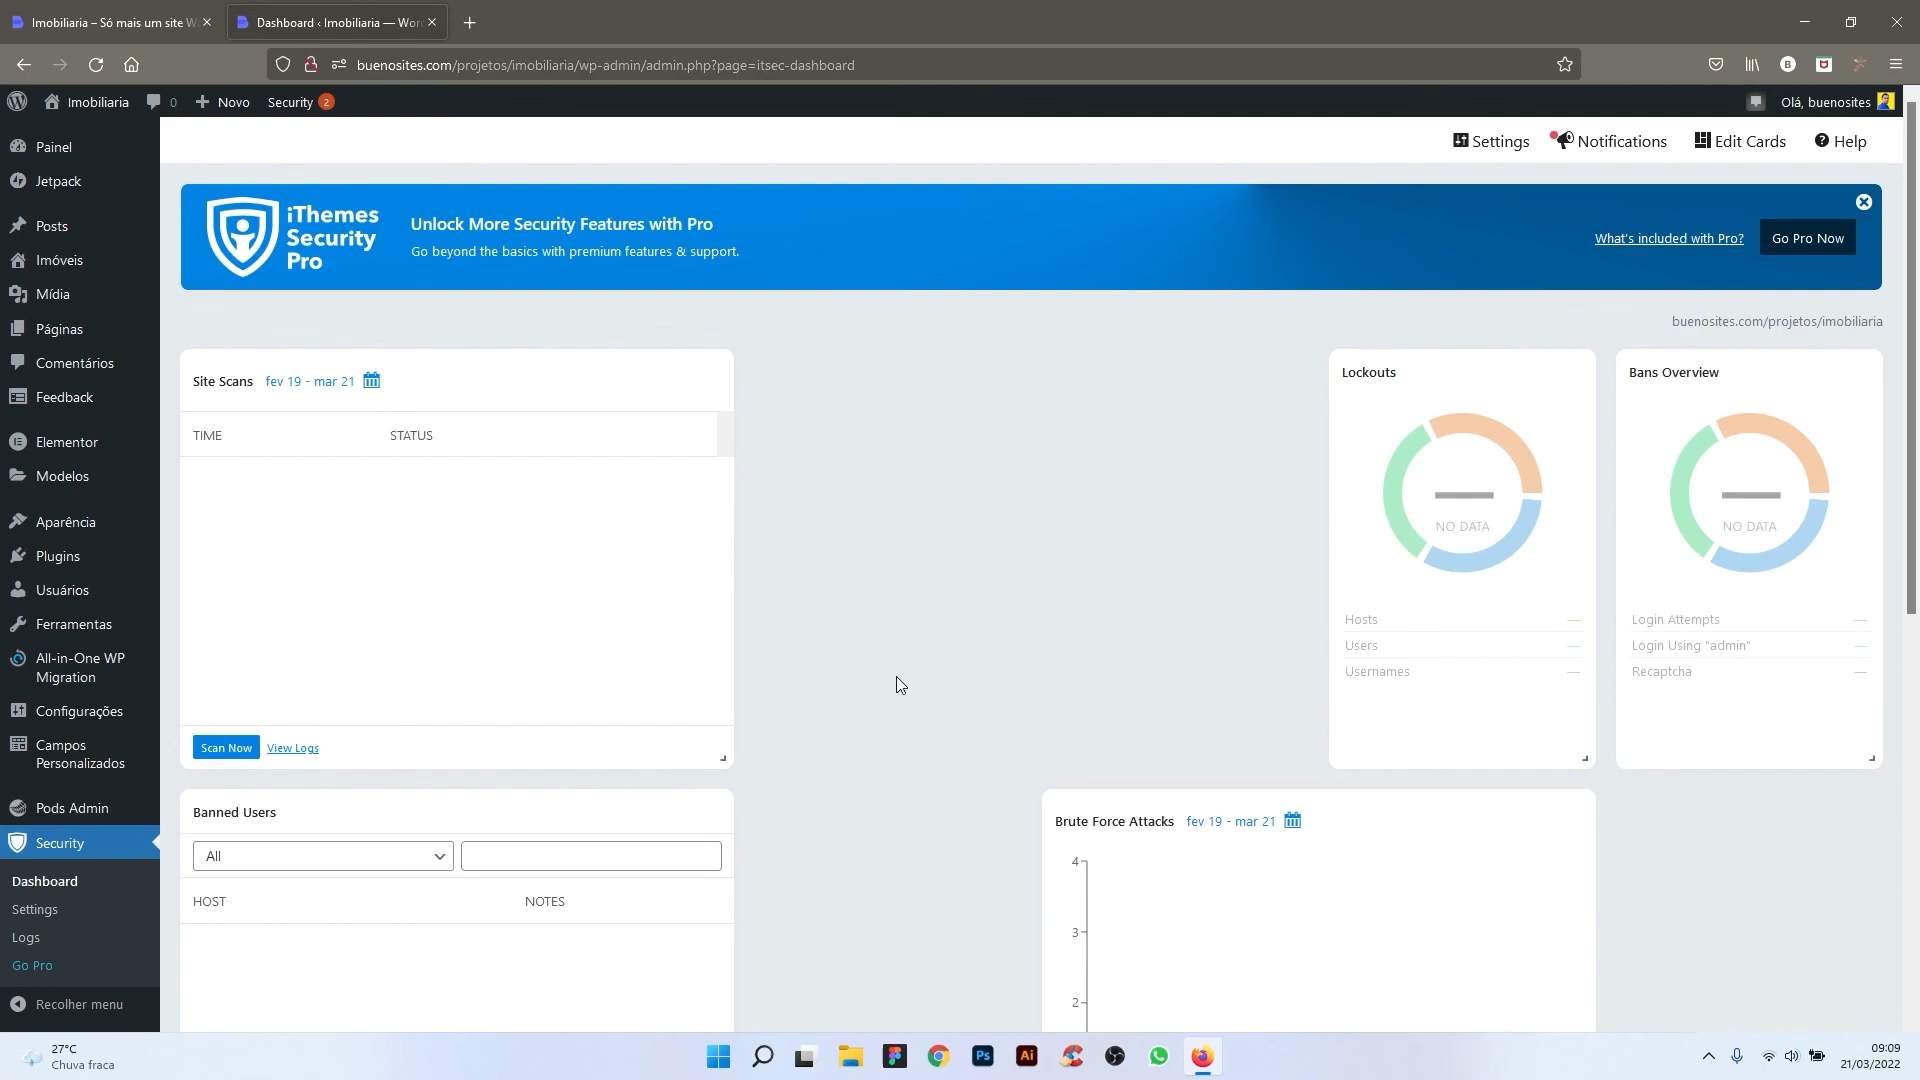 Imobiliaria – Só mais um site W
Dashboard ‹ Imobiliaria — Wor
buenosites.com/projetos/imobiliaria/wp-admin/admin.php?page=itsec-dashboard
B
Imobiliaria
0
Novo
Security 2
Olá, buenosites
Painel
Jetpack
Posts
Imóveis
Mídia
Páginas
Comentários
Feedback
Elementor
Modelos
Aparência
Plugins
Usuários
Ferramentas
All-in-One WP
Migration
Configurações
Campos
Personalizados
Pods Admin
Security
Dashboard
Settings
Logs
Go Pro
Recolher menu
Settings
Notifications
Edit Cards
Help
iThemes
Security
Pro
Unlock More Security Features with Pro
Go beyond the basics with premium features & support.
What's included with Pro?
Go Pro Now
buenosites.com/projetos/imobiliaria
Site Scans fev 19 - mar 21
TIME STATUS
Scan Now View Logs
Lockouts
NO DATA
Hosts —
Users —
Usernames —
Bans Overview
NO DATA
Login Attempts —
Login Using "admin" —
Recaptcha —
Banned Users
All
HOST NOTES
Brute Force Attacks fev 19 - mar 21
4
3
2
27°C
Chuva fraca
Ps
Ai
09:09
21/03/2022